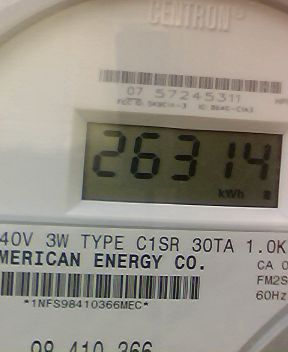 CENTRON
07 57245311
26314
kWh
40V 3W TYPE C1SR 30TA 1.0K
MERICAN ENERGY CO.
CA 0
FM2S
60Hz
*1NFS98410366MEC*
98 410 366